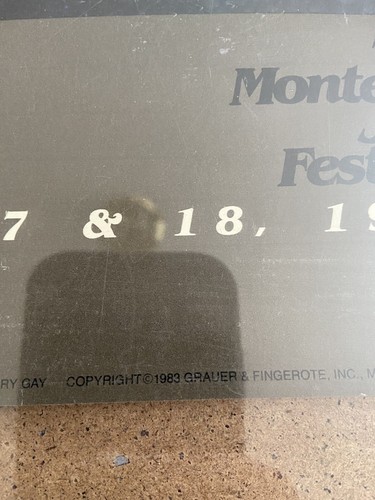 Monte
J
Fest
7 & 18, 19
RY GAY COPYRIGHT©1983 GRAUER & FINGEROTE, INC., M